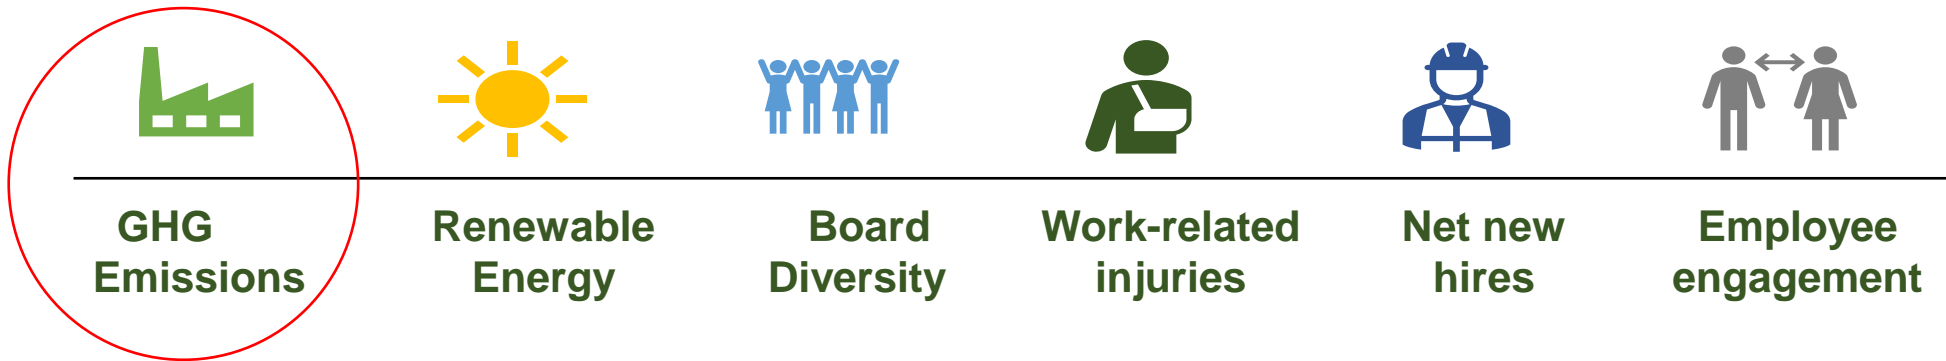 GHG
Emissions
Renewable
Energy
Board
Diversity
Work-related
injuries
Net new
hires
Employee
engagement